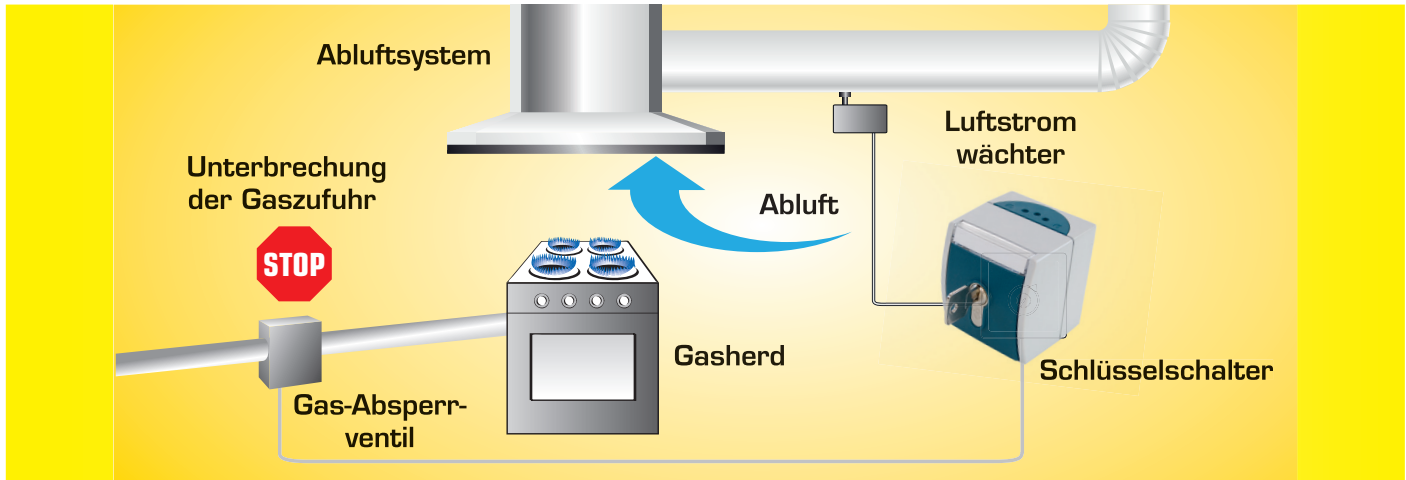 Abluftsystem
Luftstrom
wächter
Unterbrechung
der Gaszufuhr
Abluft
STOP
Gasherd
Schlüsselschalter
Gas-Absperr-
ventil